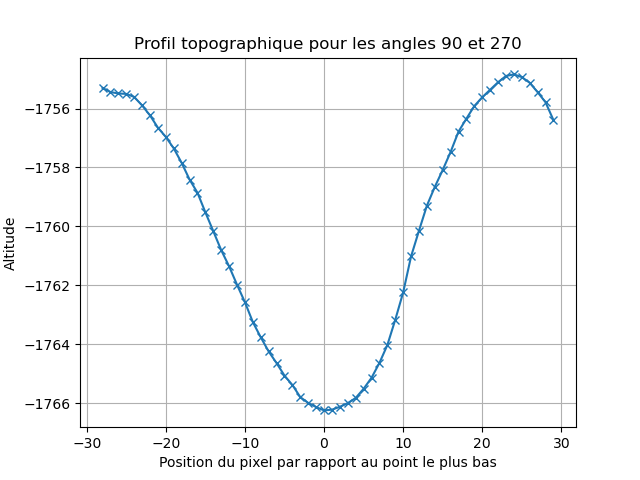 Profil topographique pour les angles 90 et 270
−1756
−1758
−1760
−1762
−1764
−1766
Altitude
−30 −20 −10 0 10 20 30
Position du pixel par rapport au point le plus bas